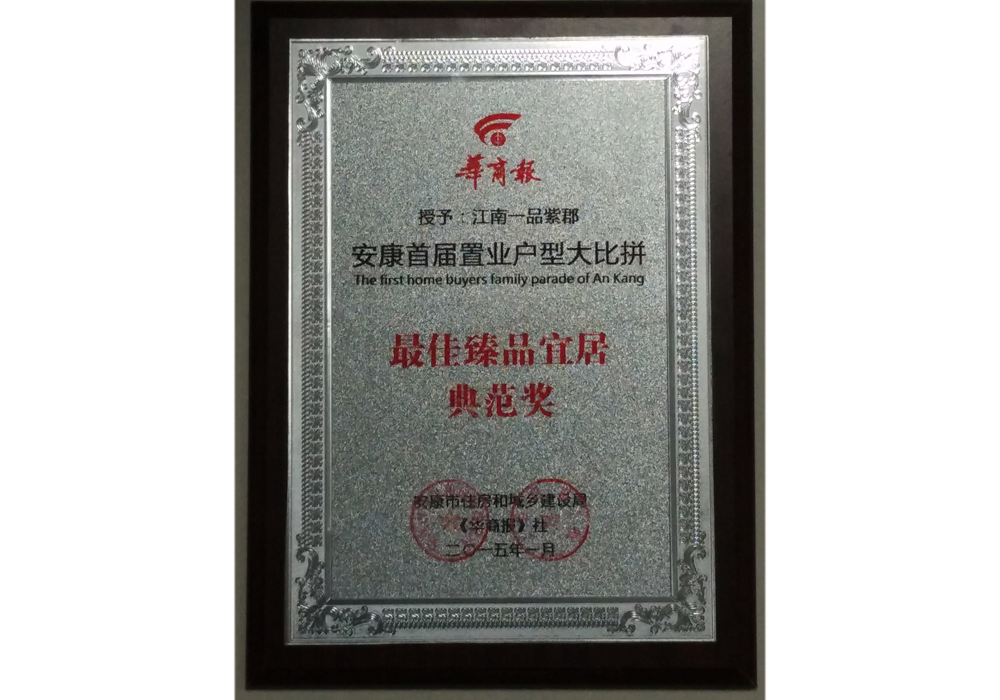 華商報
授予：江南一品紫郡
安康首届置业户型大比拼
The first home buyers family parade of An Kang
最佳臻品宜居
典范奖
安康市住房和城乡建设局
《华商报》社
二〇一五年一月